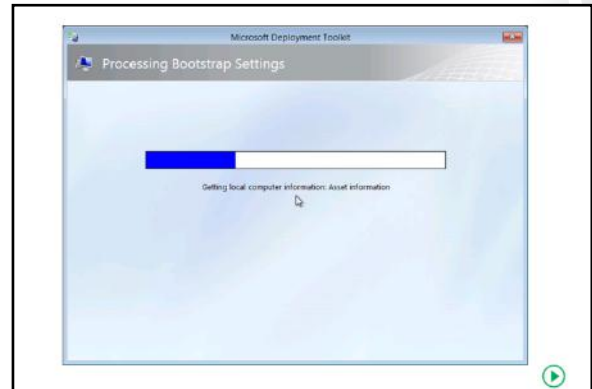 Microsoft Deployment Toolkit
Processing Bootstrap Settings
Getting local computer information: Asset information